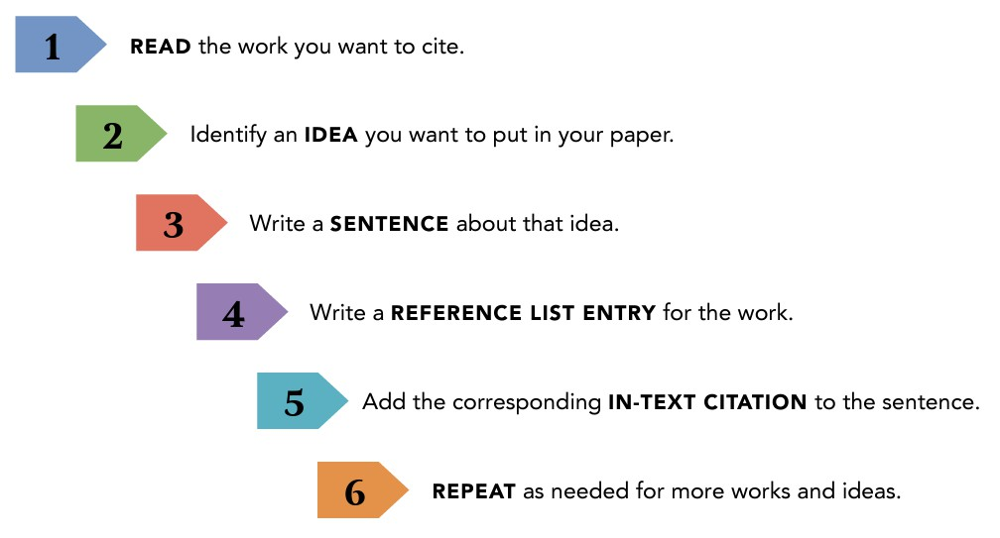 1 READ the work you want to cite.
2 Identify an IDEA you want to put in your paper.
3 Write a SENTENCE about that idea.
4 Write a REFERENCE LIST ENTRY for the work.
5 Add the corresponding IN-TEXT CITATION to the sentence.
6 REPEAT as needed for more works and ideas.